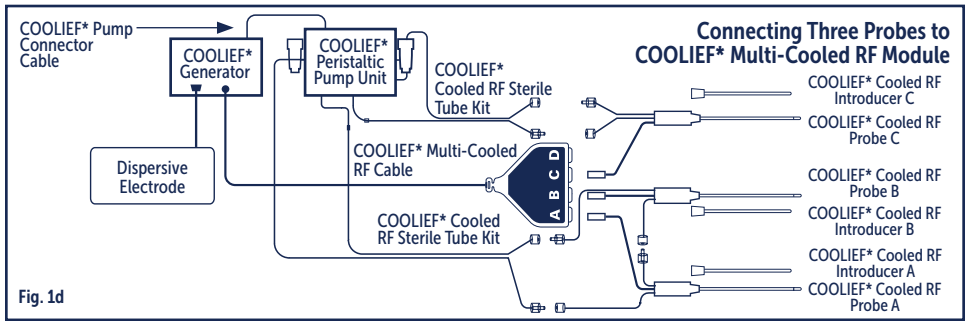 COOLIEF* Pump
Connector
Cable
COOLIEF*
Generator
COOLIEF*
Peristaltic
Pump Unit
COOLIEF*
Cooled RF Sterile
Tube Kit
Connecting Three Probes to
COOLIEF* Multi-Cooled RF Module
COOLIEF* Cooled RF
Introducer C
COOLIEF* Cooled RF
Probe C
Dispersive
Electrode
COOLIEF* Multi-Cooled
RF Cable
A B C D
COOLIEF* Cooled RF
Probe B
COOLIEF* Cooled RF
Introducer B
COOLIEF* Cooled
RF Sterile Tube Kit
COOLIEF* Cooled RF
Introducer A
COOLIEF* Cooled RF
Probe A
Fig. 1d